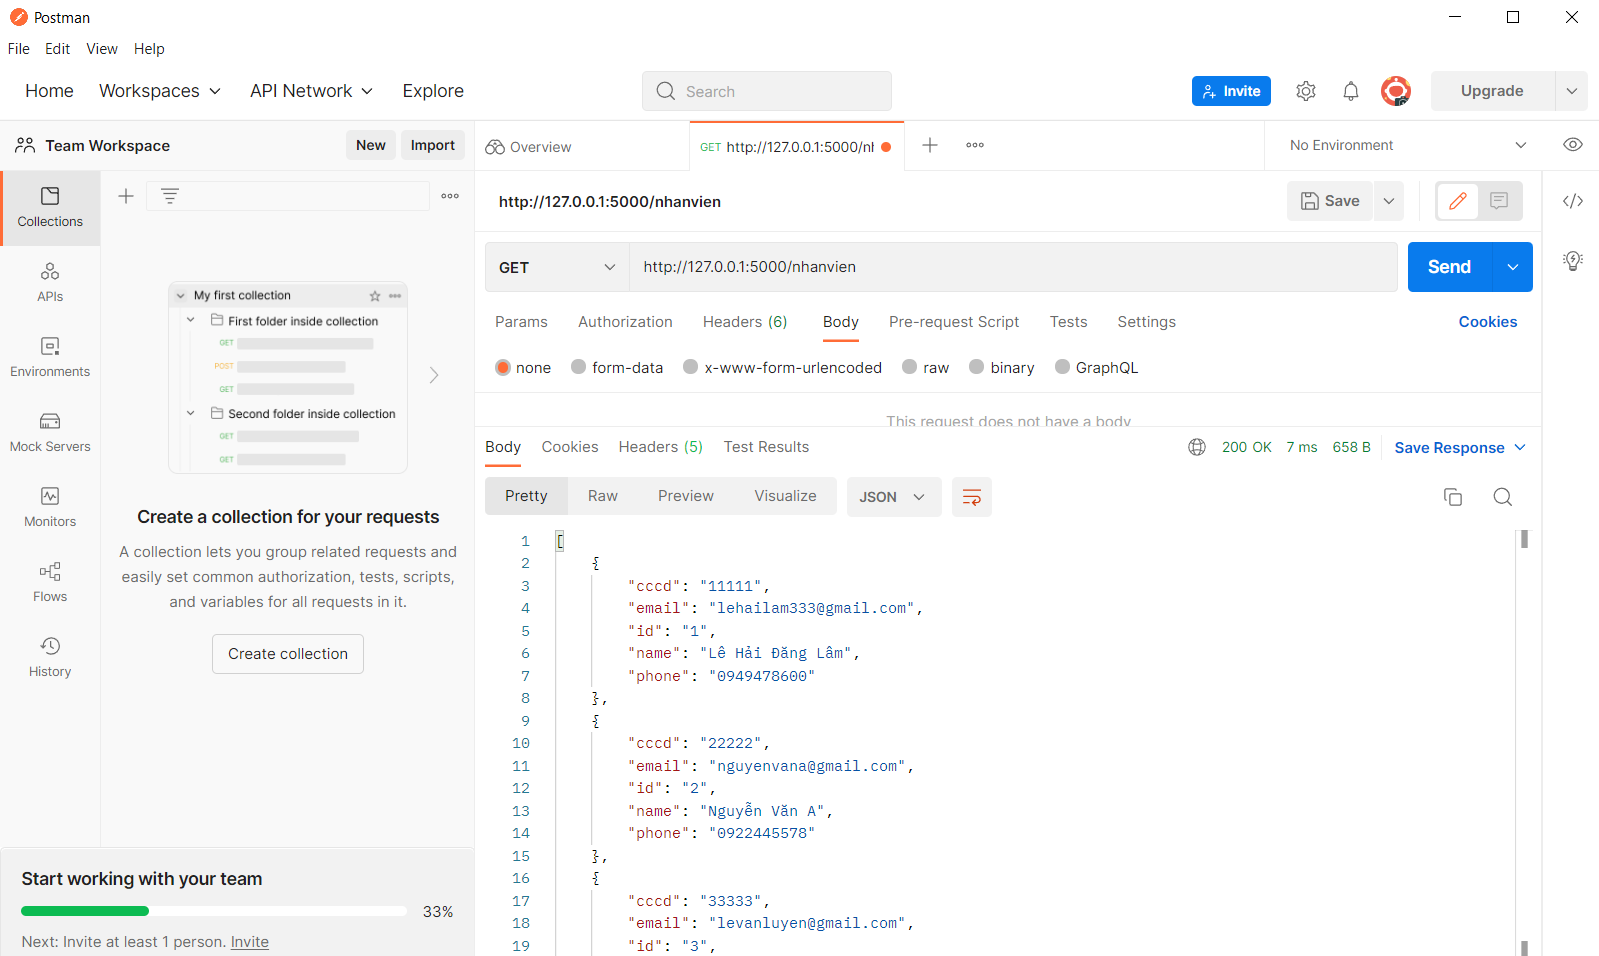 Postman
File Edit View Help
Home Workspaces API Network Explore
Search
Invite
Upgrade
Team Workspace
New
Import
Overview
GET http://127.0.0.1:5000/nh
No Environment
Collections
APIs
Environments
Mock Servers
Monitors
Flows
History
My first collection
First folder inside collection
GET
POST
GET
Second folder inside collection
GET
GET
Create a collection for your requests
A collection lets you group related requests and
easily set common authorization, tests, scripts,
and variables for all requests in it.
Create collection
Start working with your team
33%
Next: Invite at least 1 person. Invite
http://127.0.0.1:5000/nhanvien
Save
GET
http://127.0.0.1:5000/nhanvien
Send
Params Authorization Headers (6) Body Pre-request Script Tests Settings
Cookies
none form-data x-www-form-urlencoded raw binary GraphQL
This request does not have a body
Body Cookies Headers (5) Test Results
200 OK 7 ms 658 B
Save Response
Pretty Raw Preview Visualize
JSON
1 [
2 {
3 "cccd": "11111",
4 "email": "lehailam333@gmail.com",
5 "id": "1",
6 "name": "Lê Hải Đăng Lâm",
7 "phone": "0949478600"
8 },
9 {
10 "cccd": "22222",
11 "email": "nguyenvana@gmail.com",
12 "id": "2",
13 "name": "Nguyễn Văn A",
14 "phone": "0922445578"
15 },
16 {
17 "cccd": "33333",
18 "email": "levanluyen@gmail.com",
19 "id": "3",